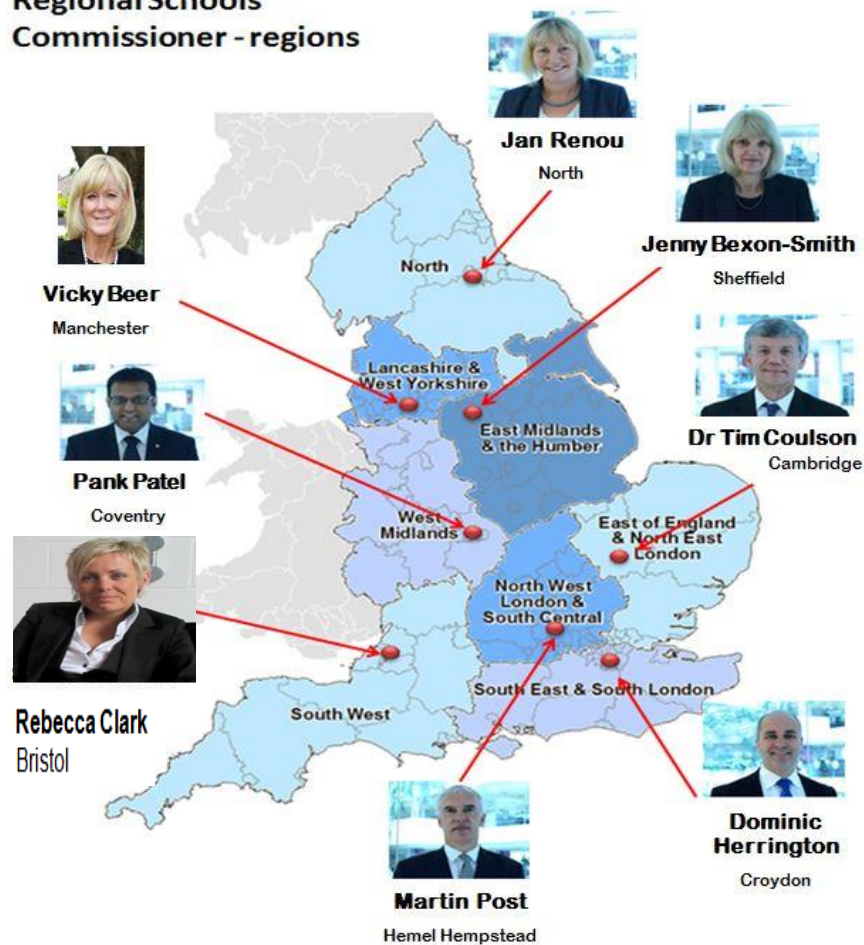 Regional Schools
Commissioner - regions
Jan Renou
North
Jenny Bexon-Smith
Sheffield
Vicky Beer
Manchester
Dr Tim Coulson
Cambridge
Pank Patel
Coventry
Rebecca Clark
Bristol
North
Lancashire &
West Yorkshire
East Midlands
& the Humber
West
Midlands
East of England
& North East
London
North West
London &
South Central
South East & South London
South West
Dominic
Herrington
Croydon
Martin Post
Hemel Hempstead